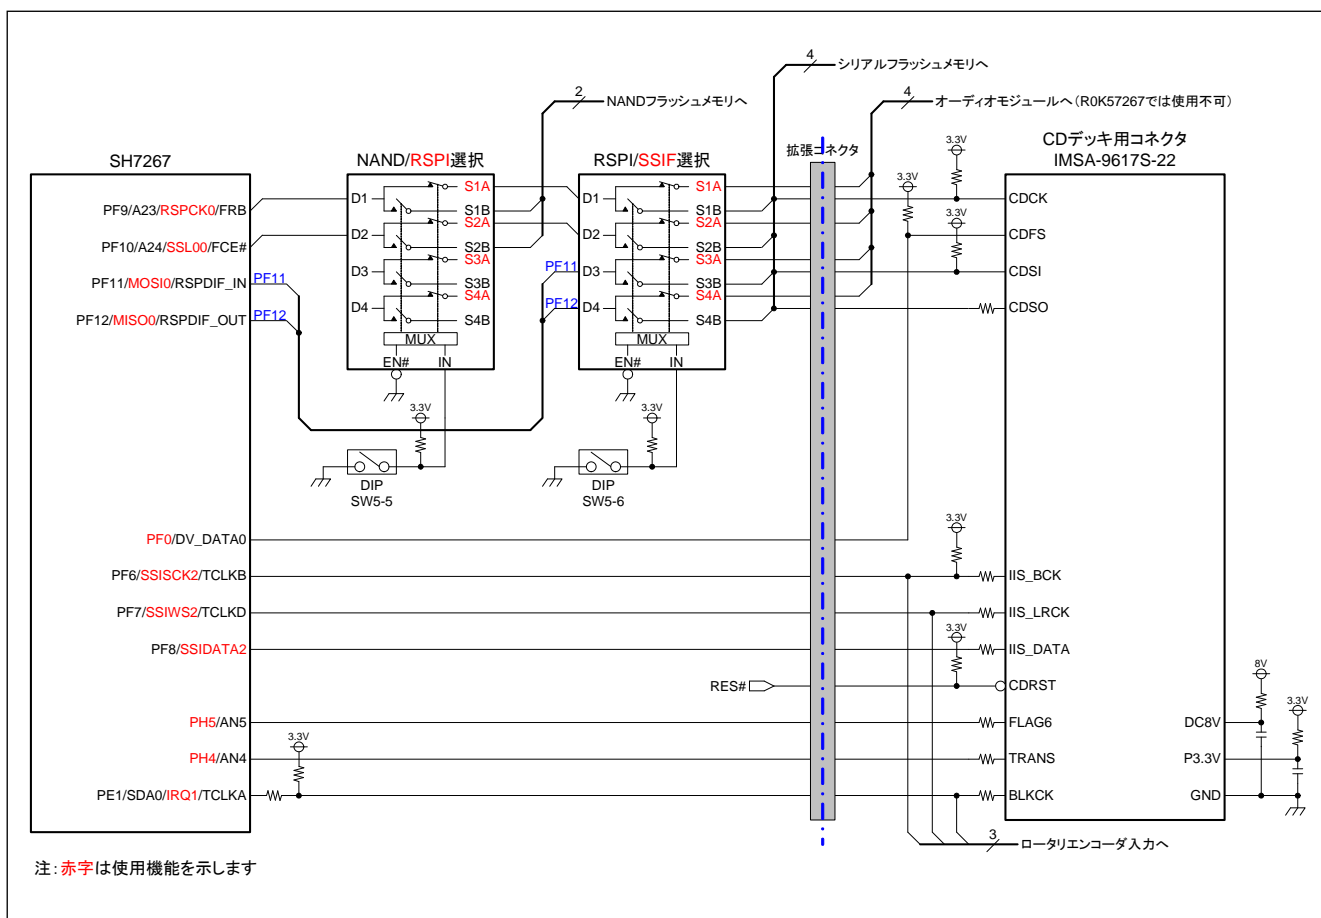 4
シリアルフラッシュメモリへ
2
NANDフラッシュメモリへ
4
オーディオモジュールへ(R0K57267では使用不可)
SH7267
NAND/RSPI選択
RSPI/SSIF選択
拡張コネクタ
CDデッキ用コネクタ
IMSA-9617S-22
3.3V
3.3V
3.3V
PF9/A23/RSPCK0/FRB
PF10/A24/SSL00/FCE#
PF11/MOSI0/RSPDIF_IN
PF12/MISO0/RSPDIF_OUT
PF11
PF12
D1
D2
D3
D4
S1A
S1B
S2A
S2B
S3A
S3B
S4A
S4B
MUX
EN#
IN
3.3V
DIP
SW5-5
PF11
PF12
D1
D2
D3
D4
S1A
S1B
S2A
S2B
S3A
S3B
S4A
S4B
MUX
EN#
IN
3.3V
DIP
SW5-6
CDCK
CDFS
CDSI
CDSO
PF0/DV_DATA0
PF6/SSISCK2/TCLKB
PF7/SSIWS2/TCLKD
PF8/SSIDATA2
RES#
PH5/AN5
PH4/AN4
PE1/SDA0/IRQ1/TCLKA
3.3V
3.3V
3.3V
IIS_BCK
IIS_LRCK
IIS_DATA
CDRST
FLAG6
TRANS
BLKCK
DC8V
P3.3V
GND
8V
3.3V
3
ロータリエンコーダ入力へ
注:赤字は使用機能を示します